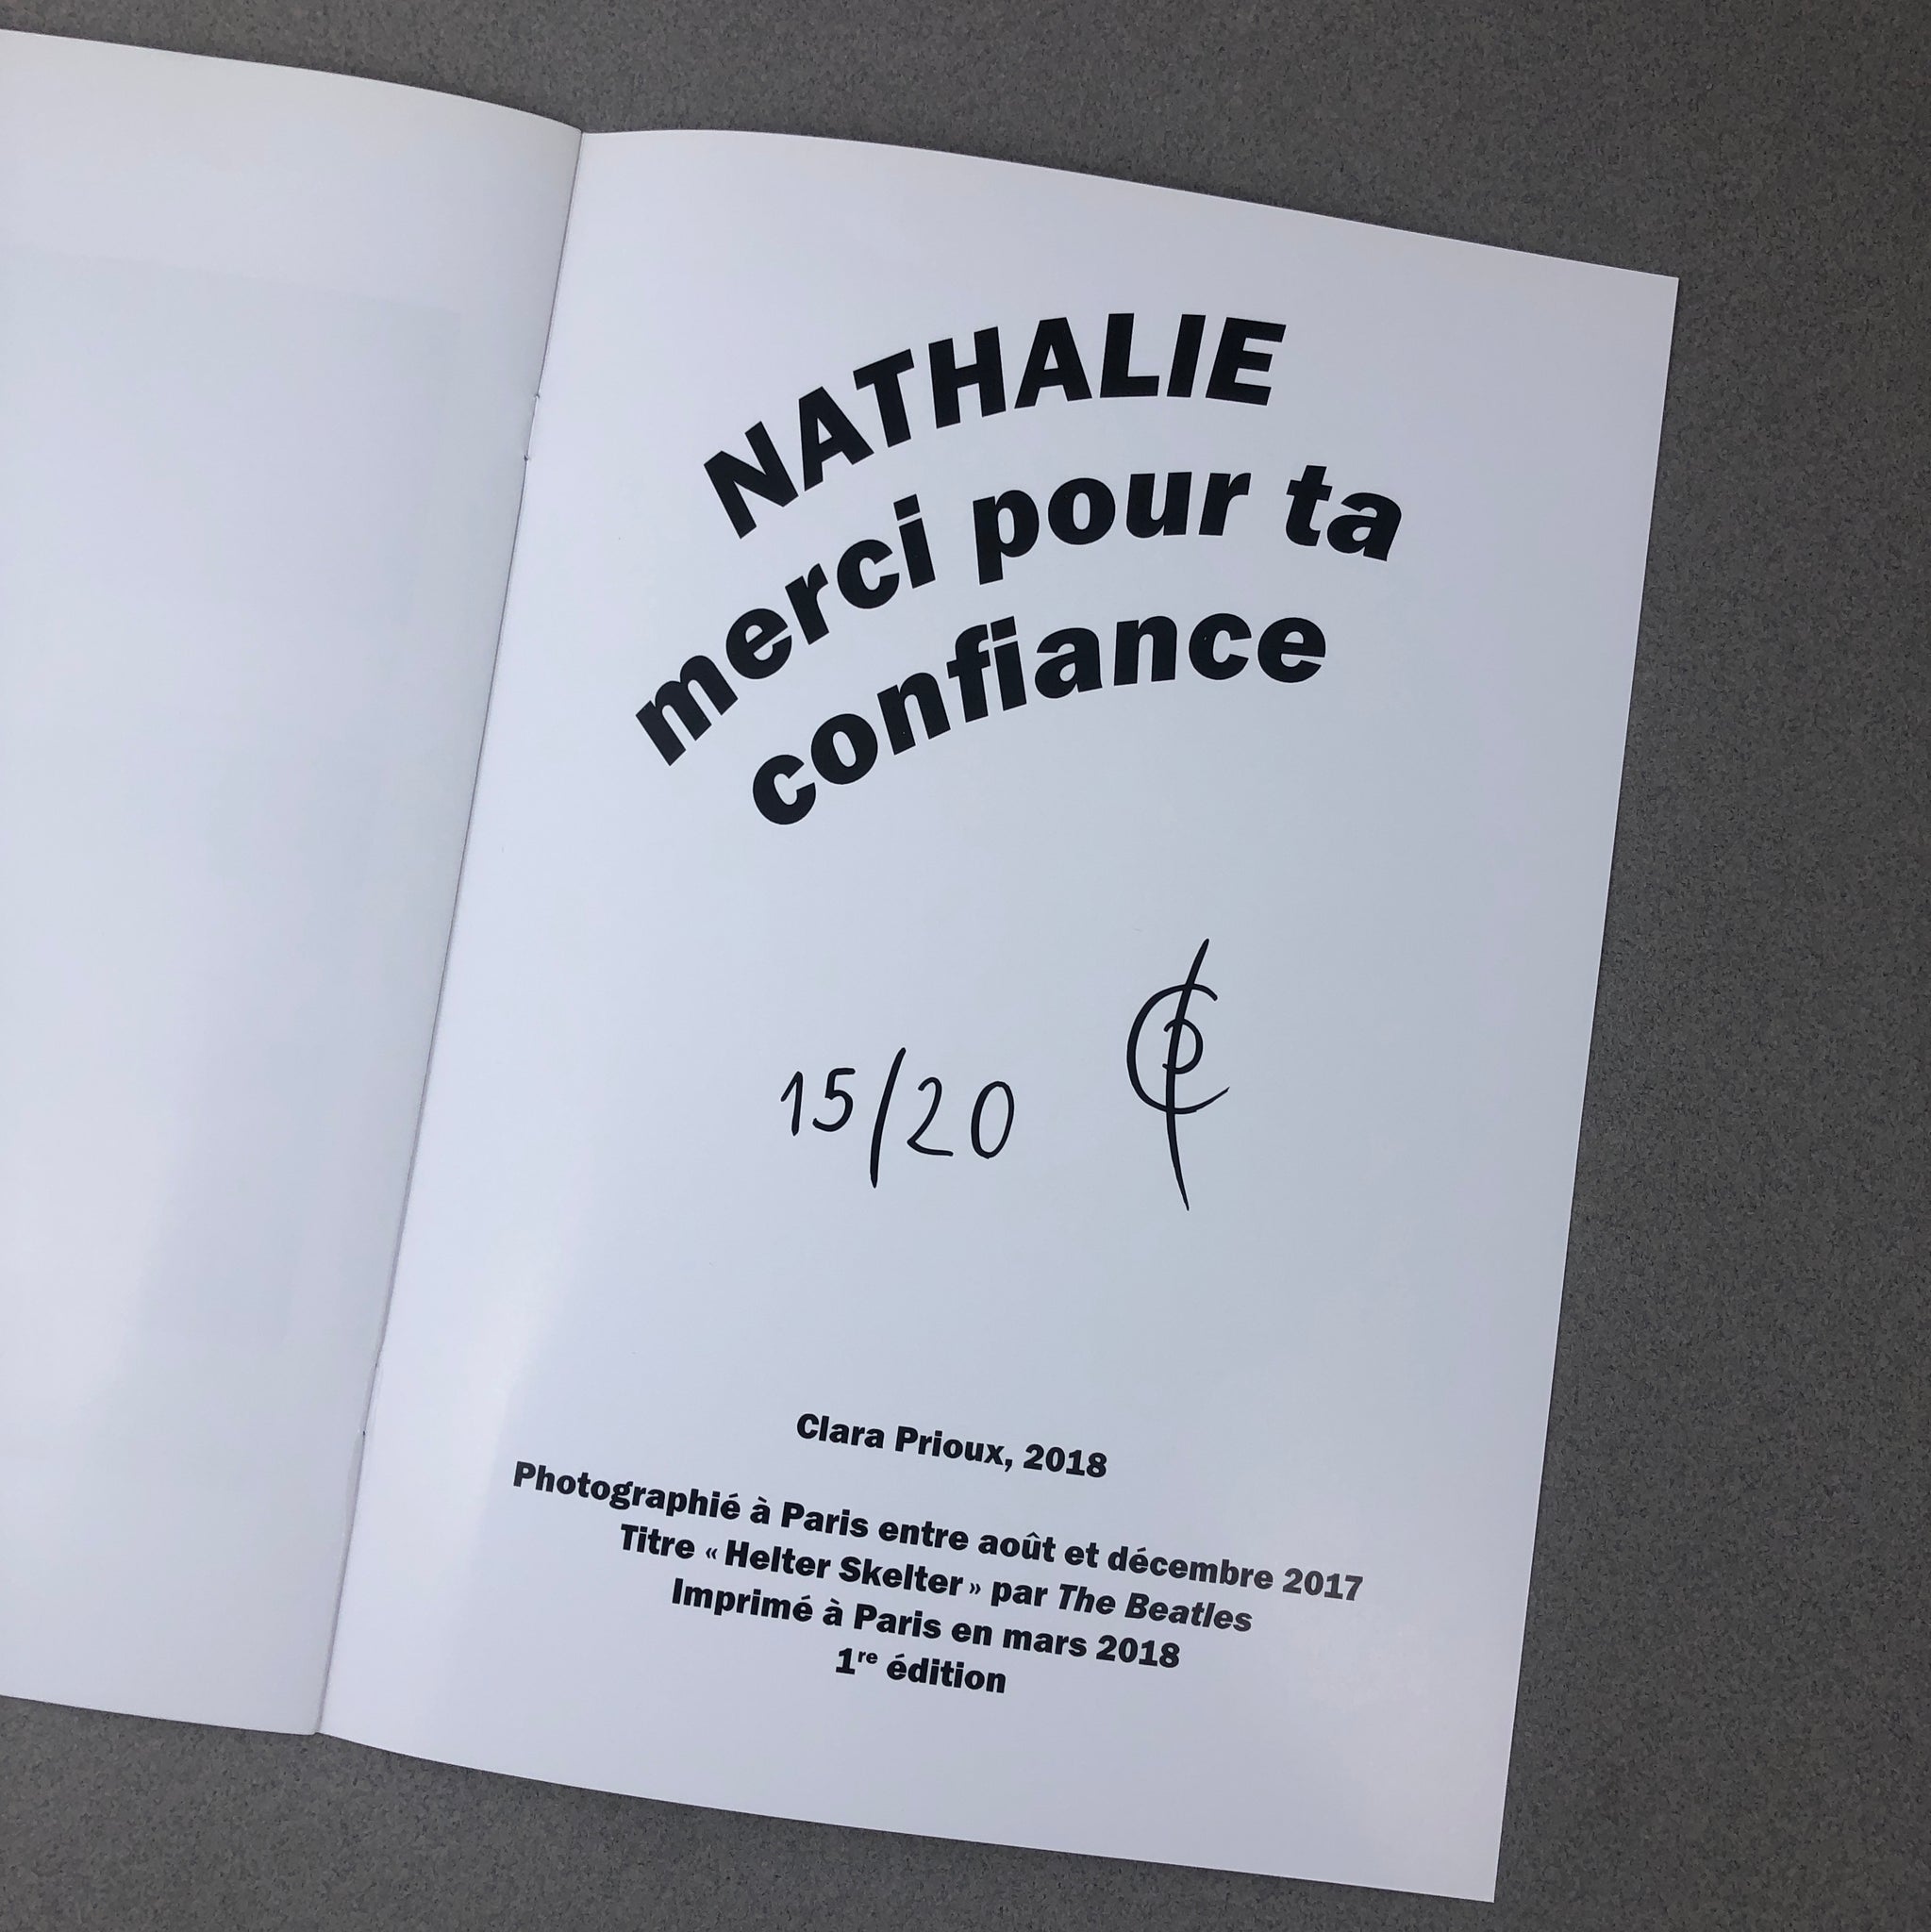 NATHALIE
merci pour ta
confiance
15/20 CP
Clara Prioux, 2018
Photographié à Paris entre août et décembre 2017
Titre « Helter Skelter » par The Beatles
Imprimé à Paris en mars 2018
1re édition